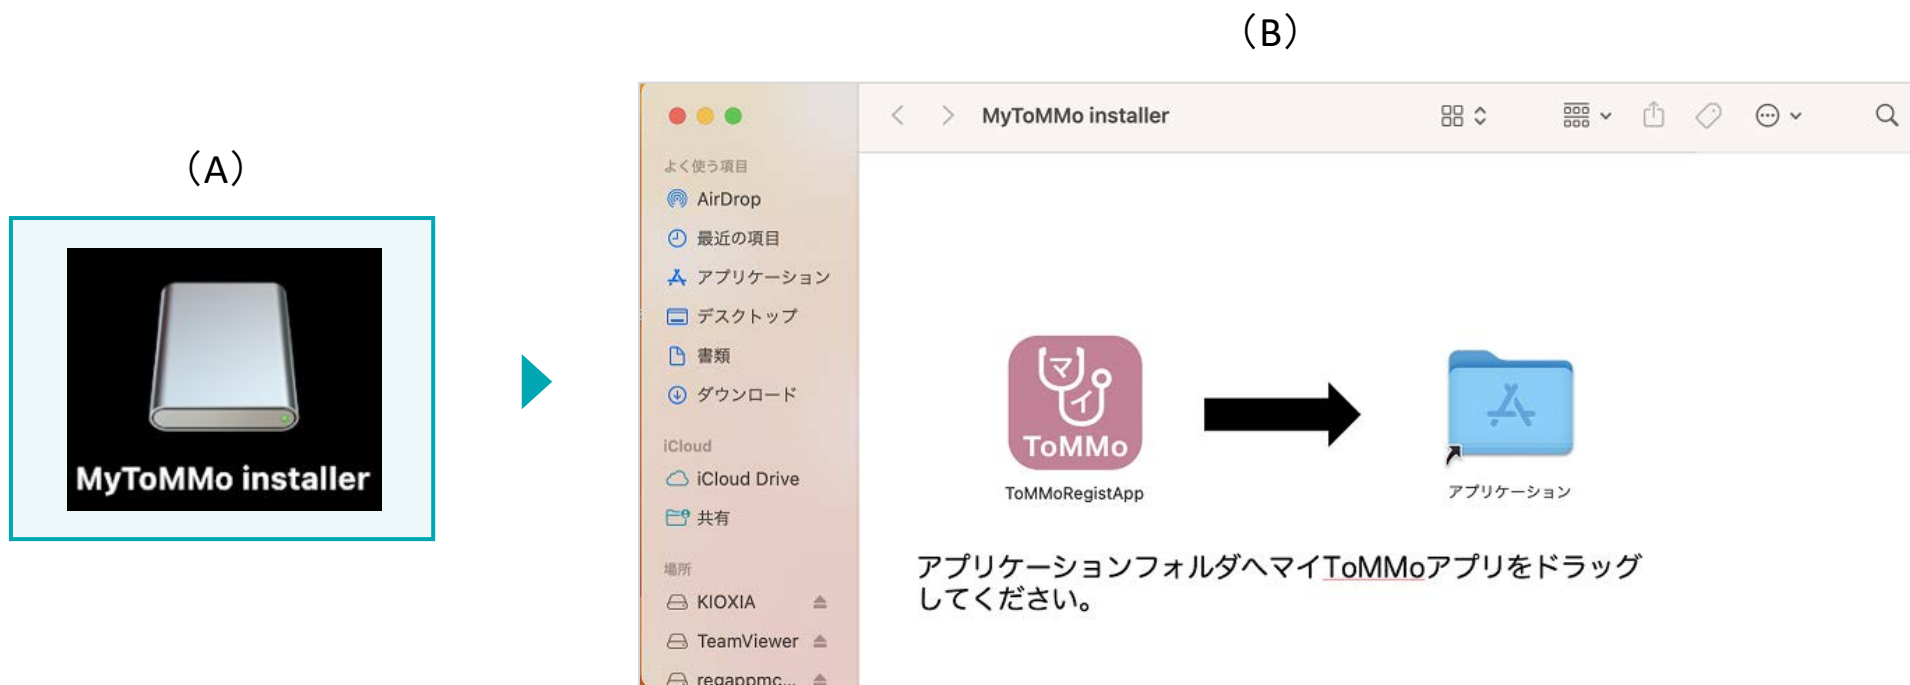 （A）
MyToMMo installer
（B）
MyToMMo installer
よく使う項目
AirDrop
最近の項目
アプリケーション
デスクトップ
書類
ダウンロード
iCloud
iCloud Drive
共有
場所
KIOXIA
TeamViewer
regappmc...
マイ
ToMMo
ToMMoRegistApp
アプリケーション
アプリケーションフォルダへマイToMMoアプリをドラッグ
してください。